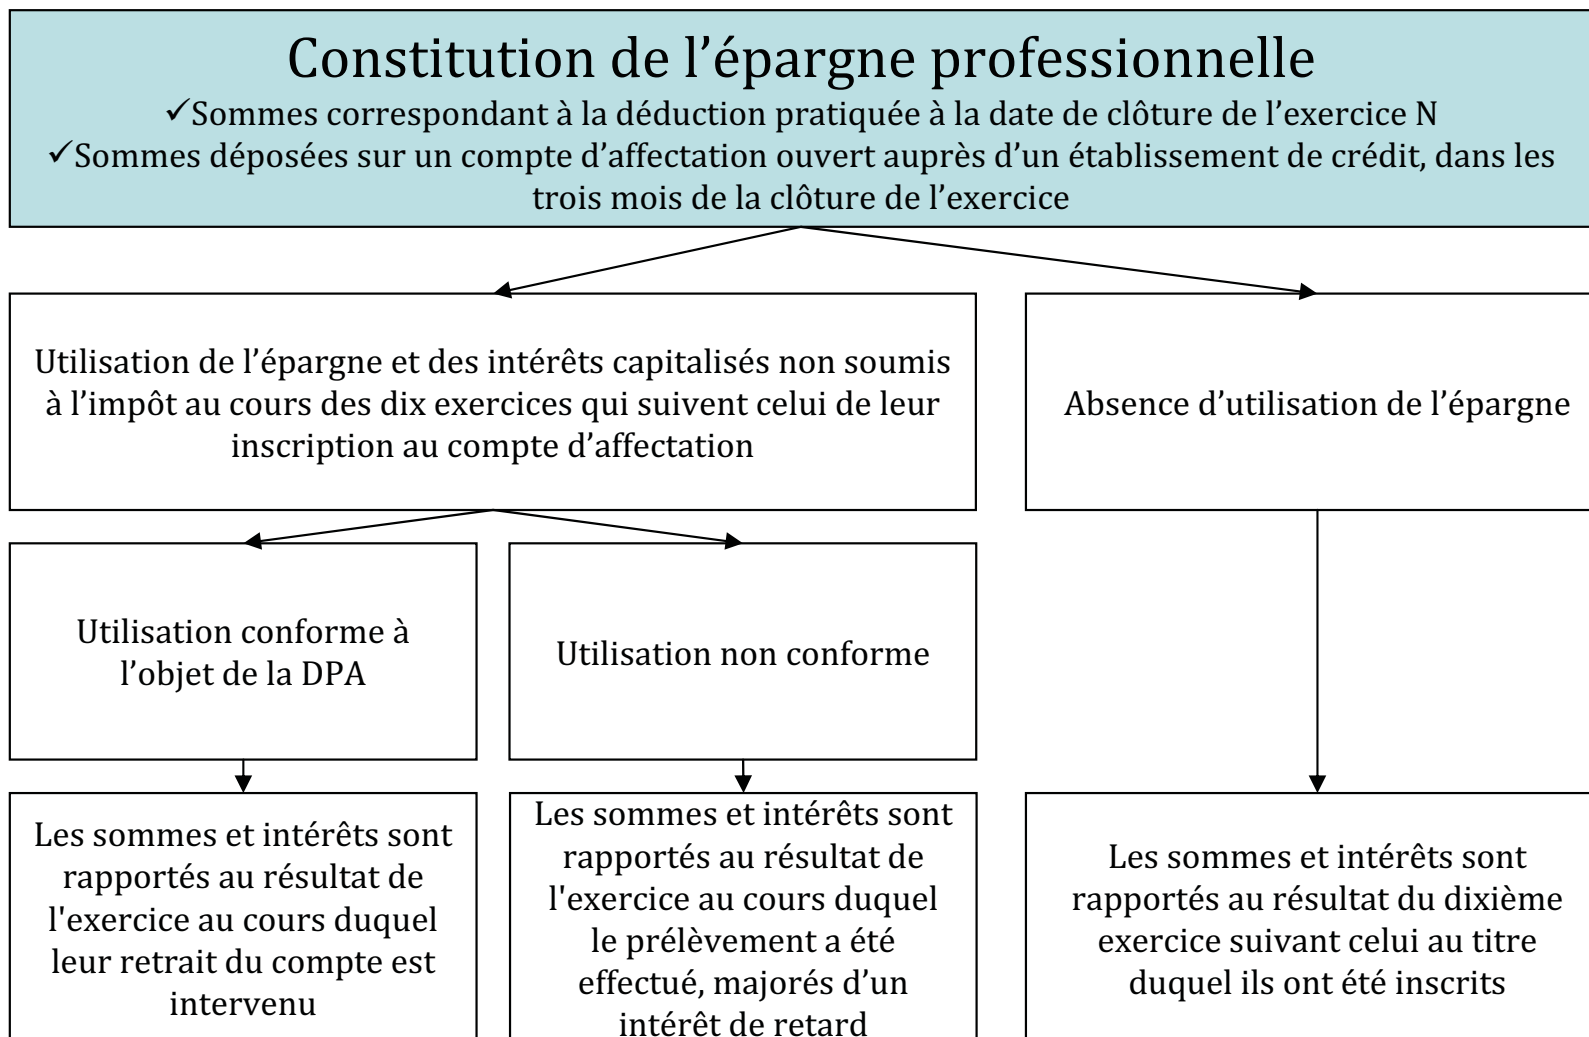 Constitution de l’épargne professionnelle
✓Sommes correspondant à la déduction pratiquée à la date de clôture de l’exercice N
✓Sommes déposées sur un compte d’affectation ouvert auprès d’un établissement de crédit, dans les
trois mois de la clôture de l’exercice
Utilisation de l’épargne et des intérêts capitalisés non soumis
à l’impôt au cours des dix exercices qui suivent celui de leur
inscription au compte d’affectation
Absence d’utilisation de l’épargne
Utilisation conforme à
l’objet de la DPA
Utilisation non conforme
Les sommes et intérêts sont
rapportés au résultat de
l'exercice au cours duquel
leur retrait du compte est
intervenu
Les sommes et intérêts sont
rapportés au résultat de
l'exercice au cours duquel
le prélèvement a été
effectué, majorés d’un
intérêt de retard
Les sommes et intérêts sont
rapportés au résultat du dixième
exercice suivant celui au titre
duquel ils ont été inscrits